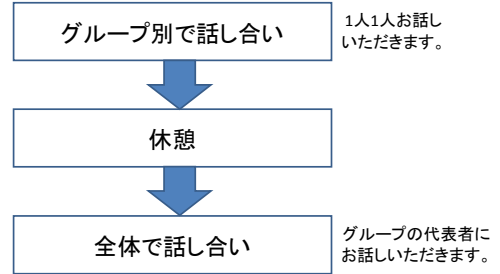 グループ別で話し合い
1人1人お話し
いただきます。
休憩
全体で話し合い
グループの代表者に
お話しいただきます。